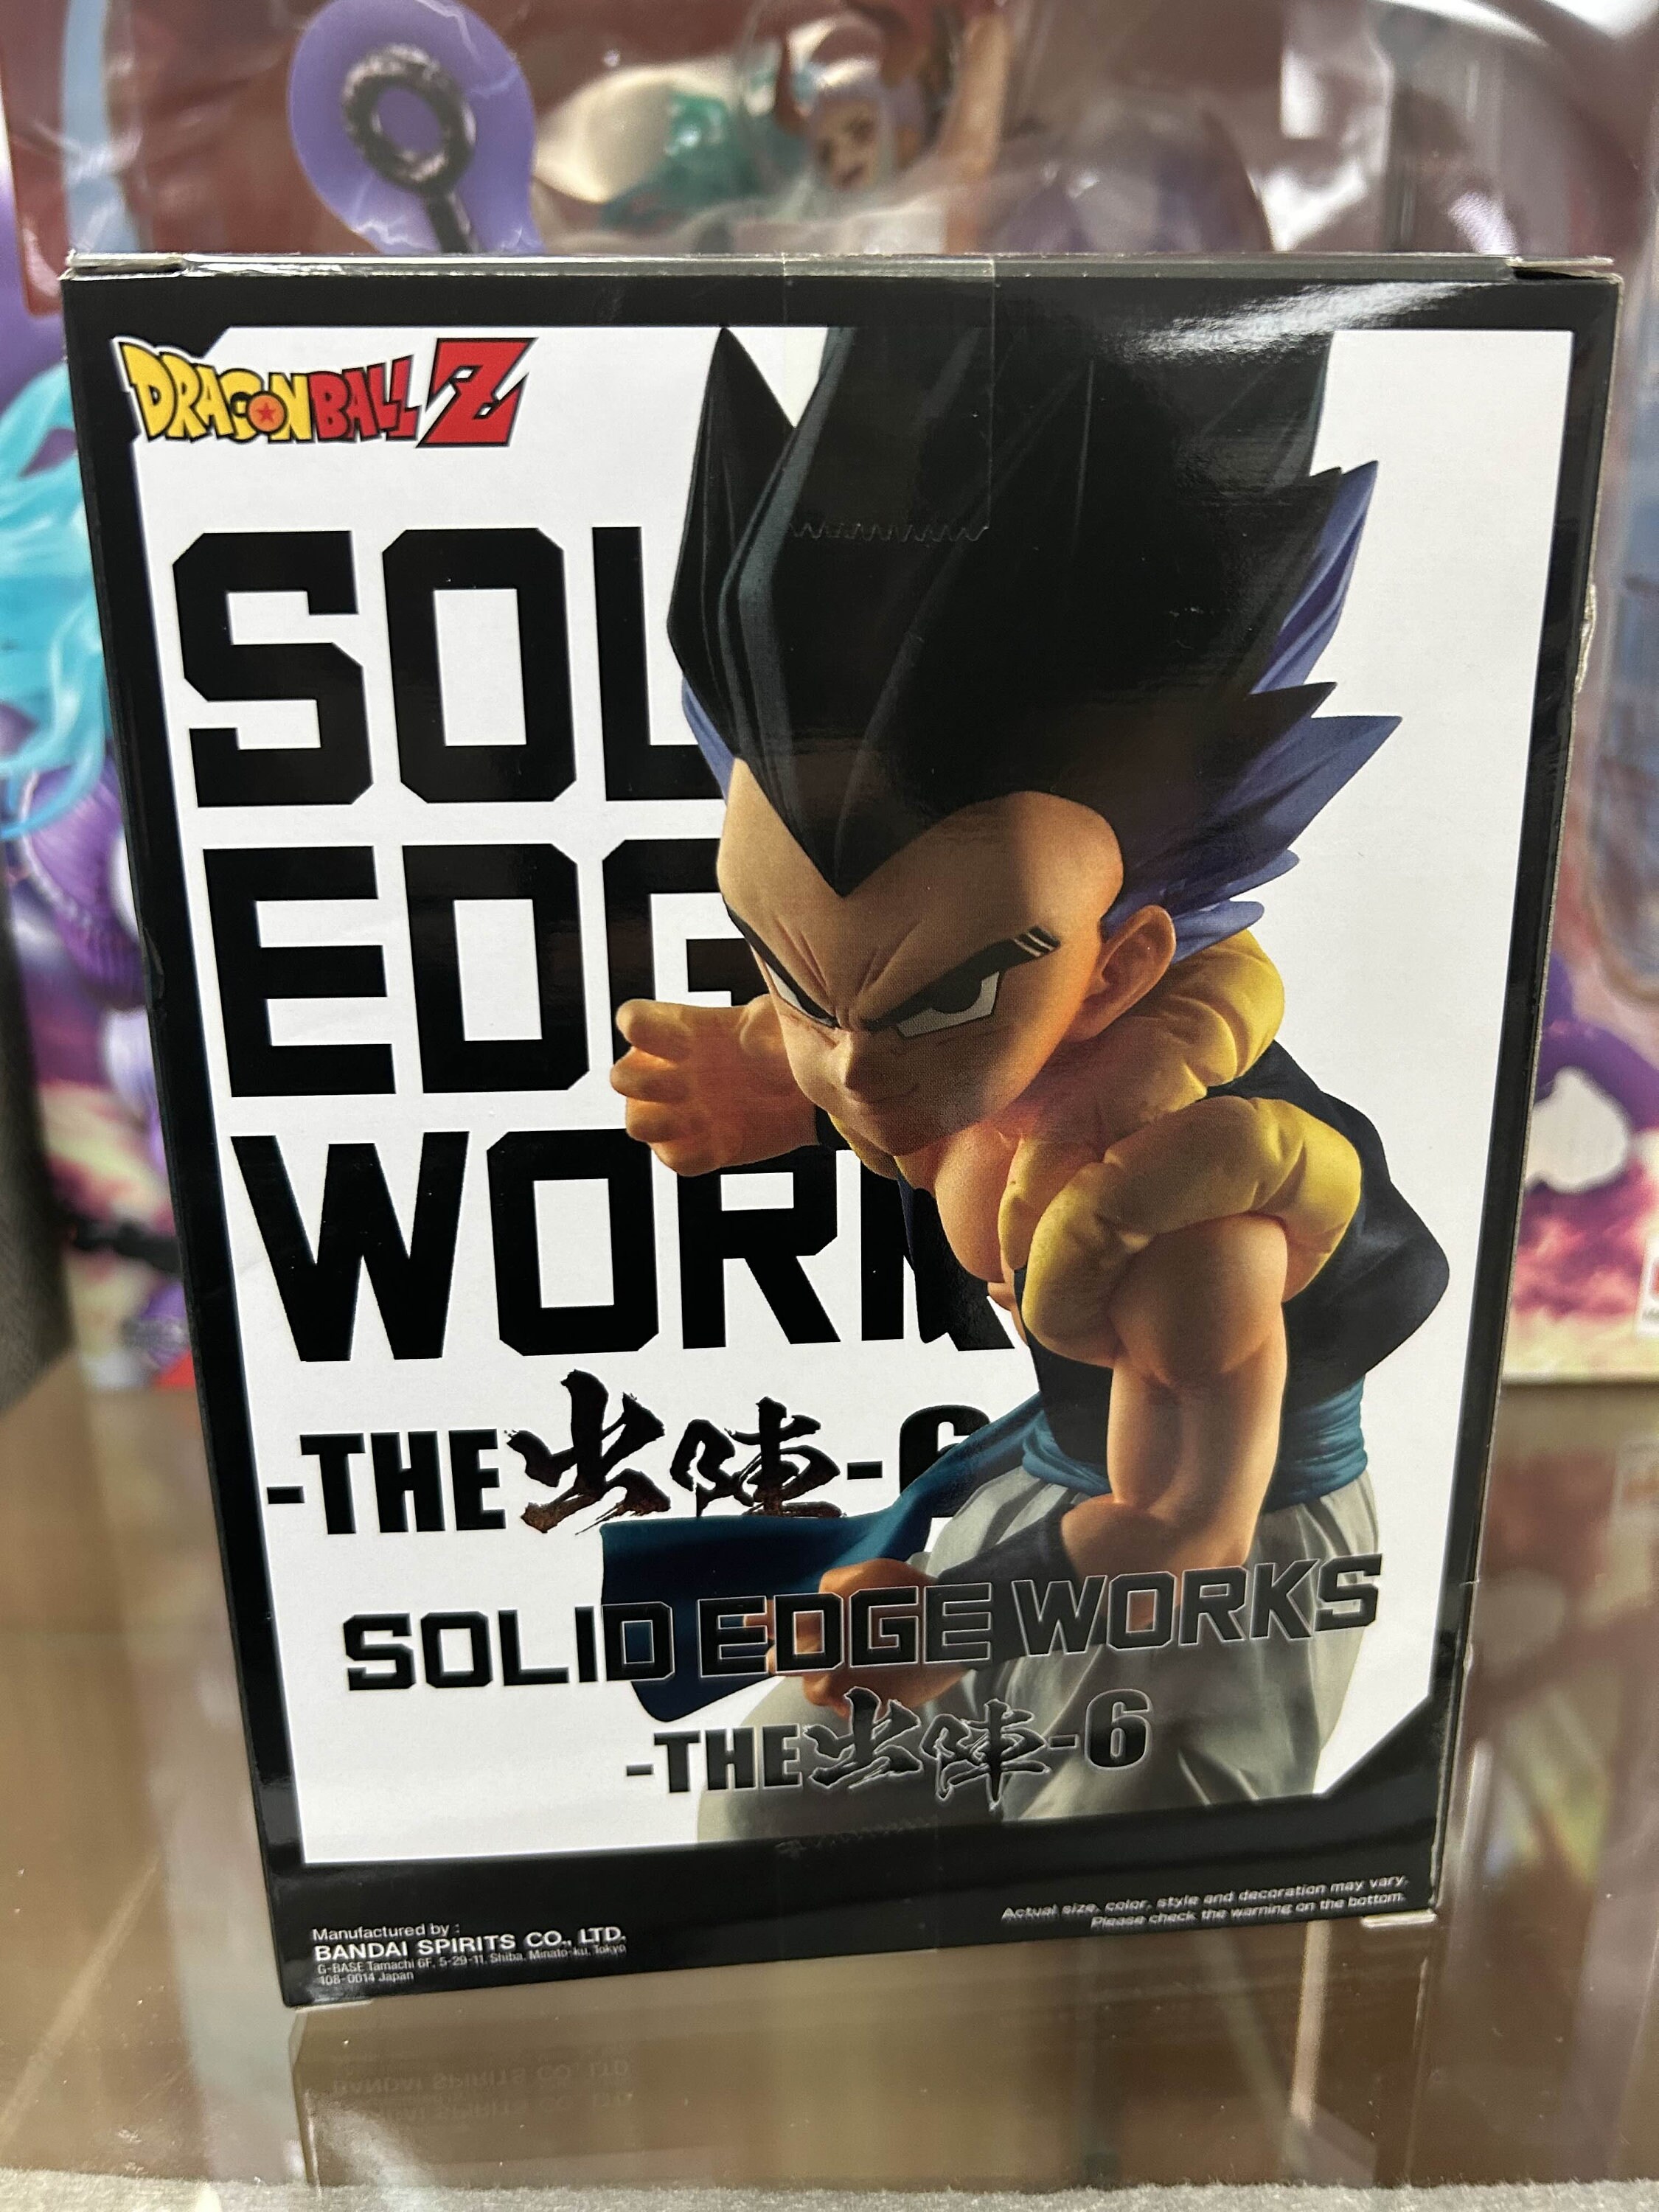 DRAGONBALL Z
SOL
EDG
WORK
-THE出陣-6
SOLID EDGE WORKS
-THE出陣-6
Manufactured by :
BANDAI SPIRITS CO., LTD.
G-BASE Tamachi 6F, 5-29-11, Shiba, Minato-ku, Tokyo
108-0014 Japan
Actual size, color, style and decoration may vary.
Please check the warning on the bottom.